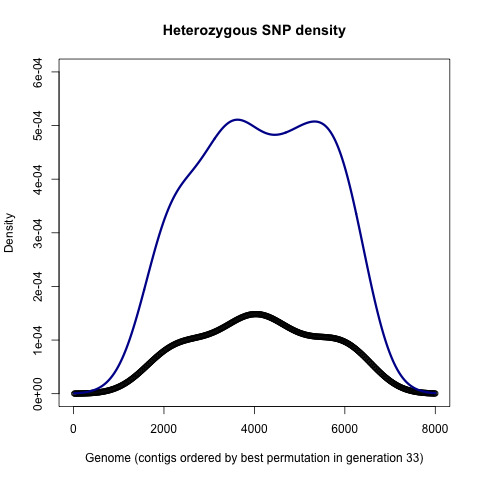 Heterozygous SNP density
6e-04
5e-04
4e-04
3e-04
2e-04
1e-04
0e+00
Density
0 2000 4000 6000 8000
Genome (contigs ordered by best permutation in generation 33)